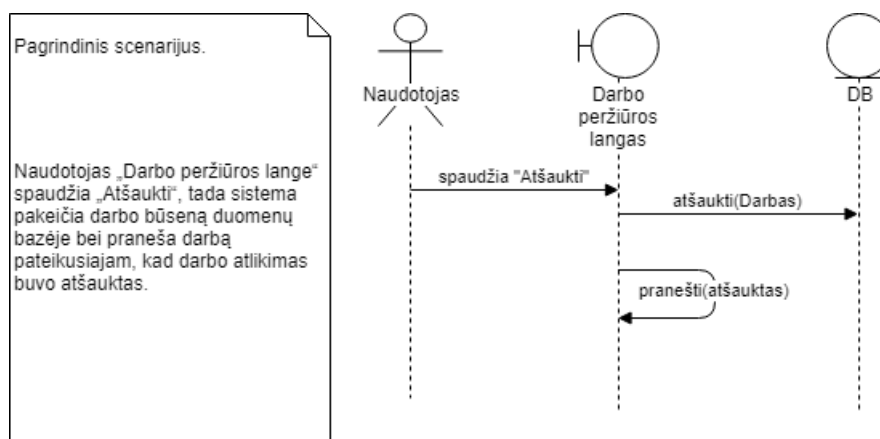 Pagrindinis scenarijus.
Naudotojas „Darbo peržiūros lange“
spaudžia „Atšaukti“, tada sistema
pakeičia darbo būseną duomenų
bazėje bei praneša darbą
pateikusiajam, kad darbo atlikimas
buvo atšauktas.
Naudotojas
Darbo
peržiūros
langas
DB
spaudžia "Atšaukti"
atšaukti(Darbas)
pranešti(atšauktas)